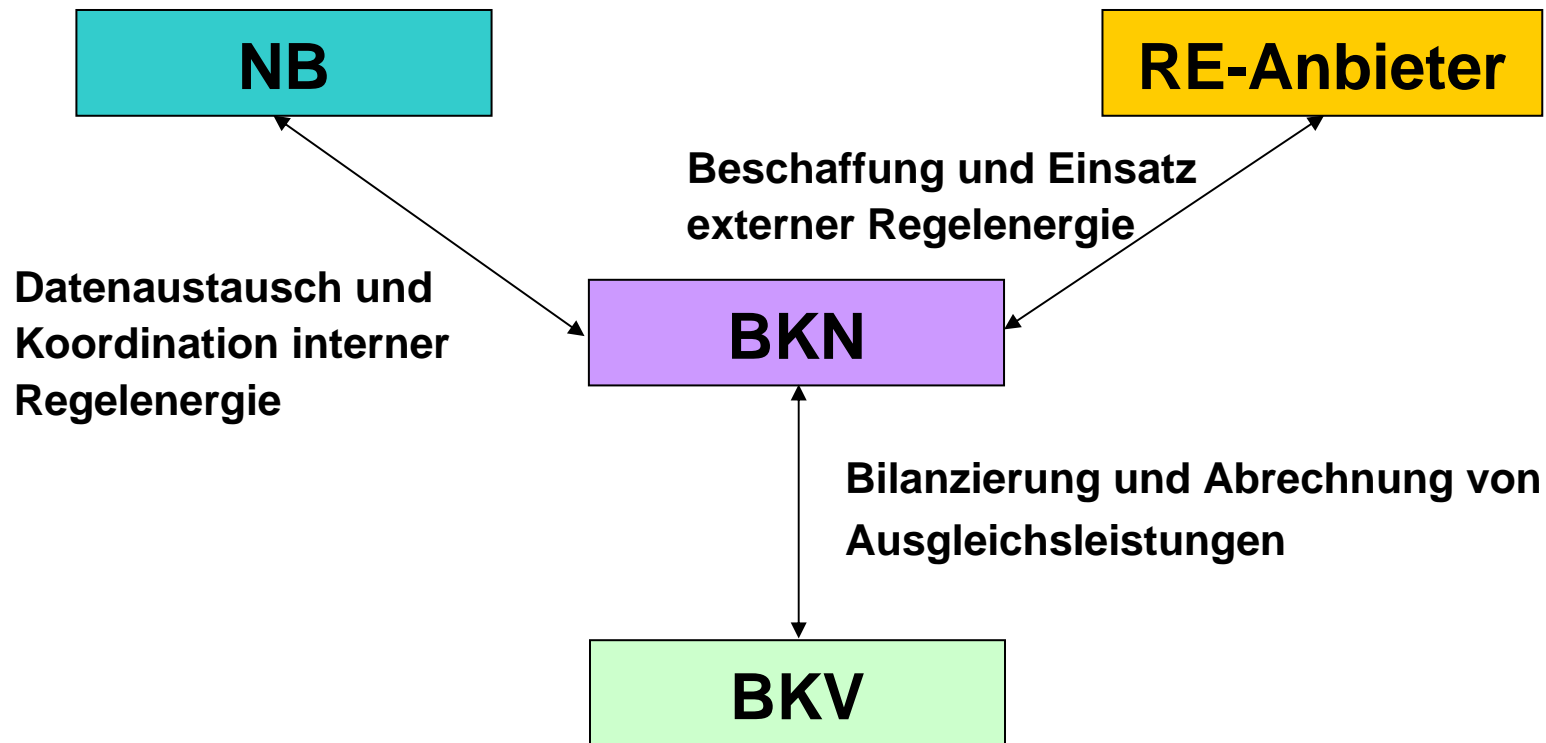 NB
RE-Anbieter
Beschaffung und Einsatz
externer Regelenergie
Datenaustausch und
Koordination interner
Regelenergie
BKN
Bilanzierung und Abrechnung von
Ausgleichsleistungen
BKV